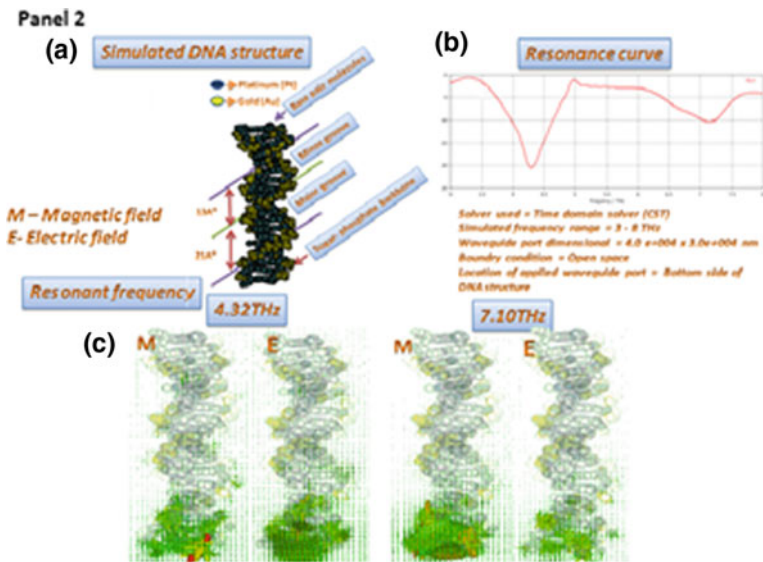 Panel 2
(a)
Simulated DNA structure
Platinum (Pt)
Gold (Au)
Base pair molecules
Minor groove
Major groove
Sugar phosphate backbone
M – Magnetic field
E- Electric field
Resonant frequency
(b)
Resonance curve
Frequency / THz
Solver used = Time domain solver (CST)
Simulated frequency range = 3 - 8 THz
Waveguide port dimensional = 4.0 e+004 x 3.0e+004 nm
Boundry condition = Open space
Location of applied waveguide port = Bottom side of
DNA structure
4.32THz
7.10THz
(c)
M
E
M
E